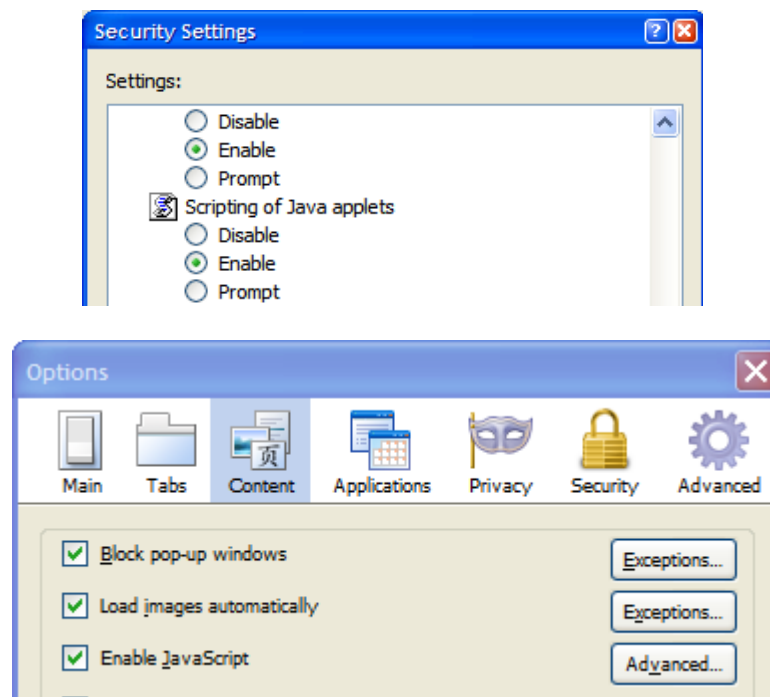 Security Settings
Settings:
Disable
Enable
Prompt
Scripting of Java applets
Disable
Enable
Prompt
Options
页
Main Tabs Content Applications Privacy Security Advanced
Block pop-up windows Exceptions...
Load images automatically Exceptions...
Enable JavaScript Advanced...